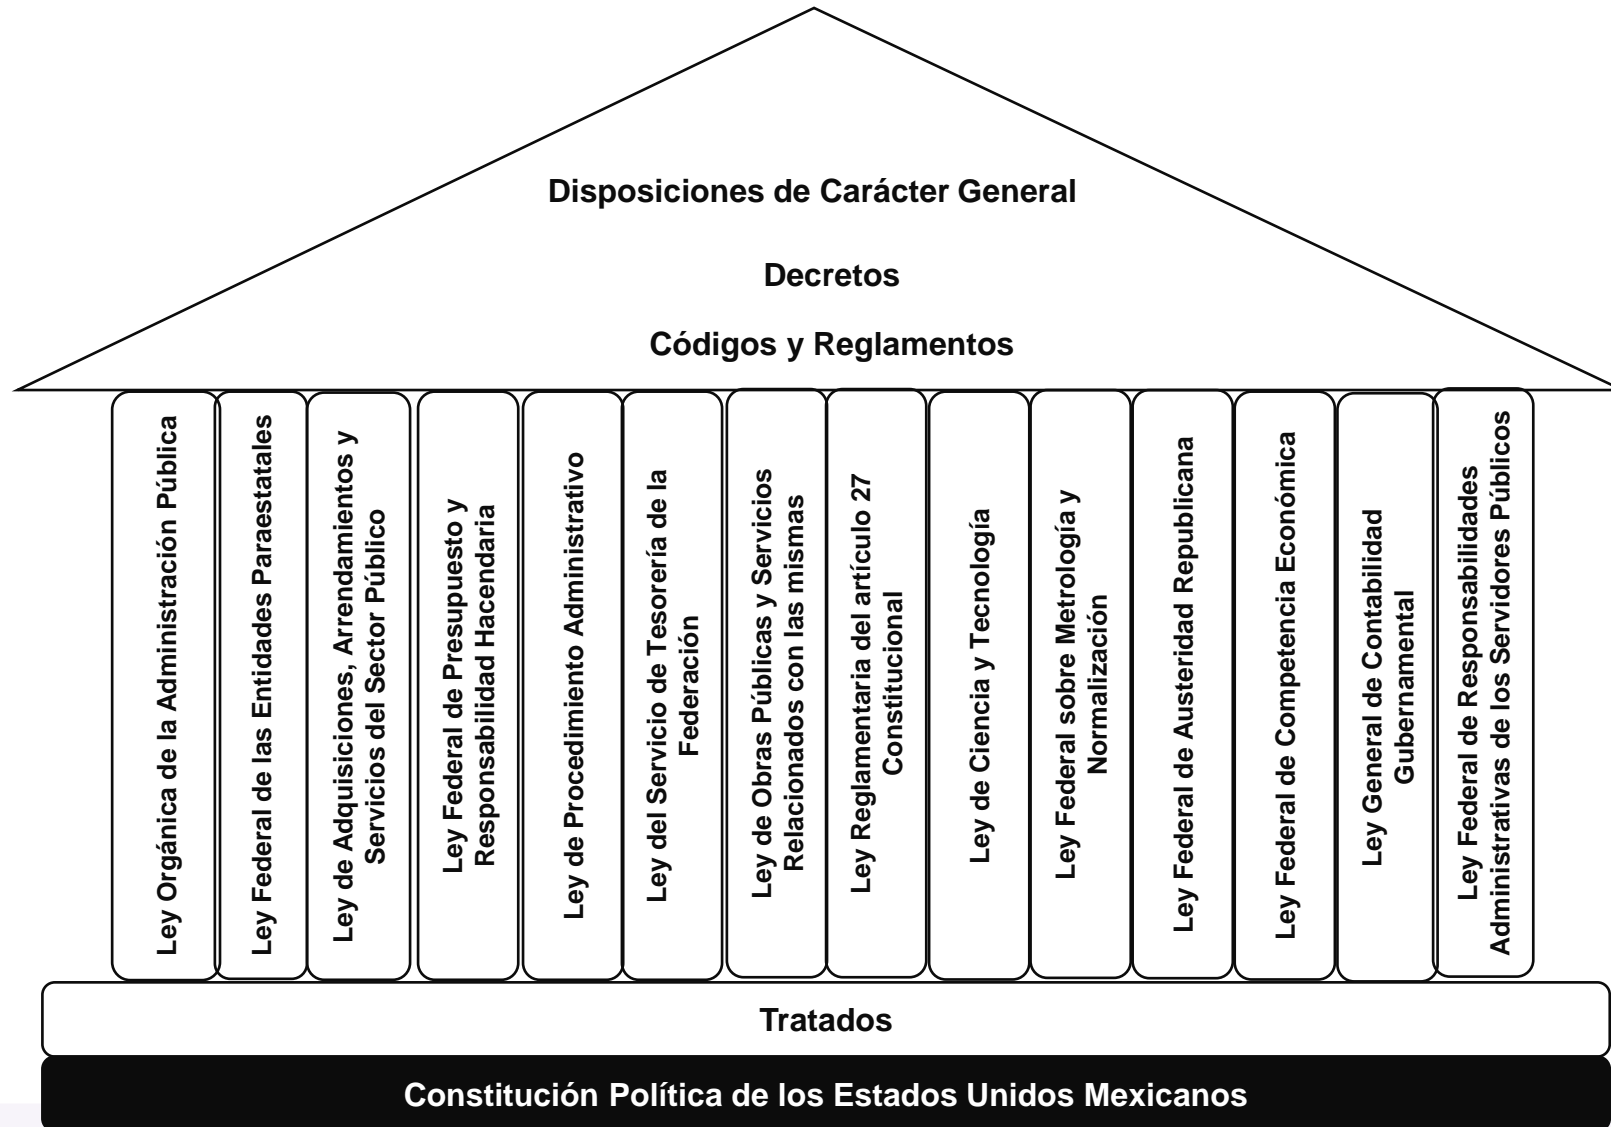 Disposiciones de Carácter General
Decretos
Códigos y Reglamentos
Ley Orgánica de la Administración Pública
Ley Federal de las Entidades Paraestatales
Ley de Adquisiciones, Arrendamientos y
Servicios del Sector Público
Ley Federal de Presupuesto y
Responsabilidad Hacendaria
Ley de Procedimiento Administrativo
Ley del Servicio de Tesorería de la
Federación
Ley de Obras Públicas y Servicios
Relacionados con las mismas
Ley Reglamentaria del artículo 27
Constitucional
Ley de Ciencia y Tecnología
Ley Federal sobre Metrología y
Normalización
Ley Federal de Austeridad Republicana
Ley Federal de Competencia Económica
Ley General de Contabilidad
Gubernamental
Ley Federal de Responsabilidades
Administrativas de los Servidores Públicos
Tratados
Constitución Política de los Estados Unidos Mexicanos